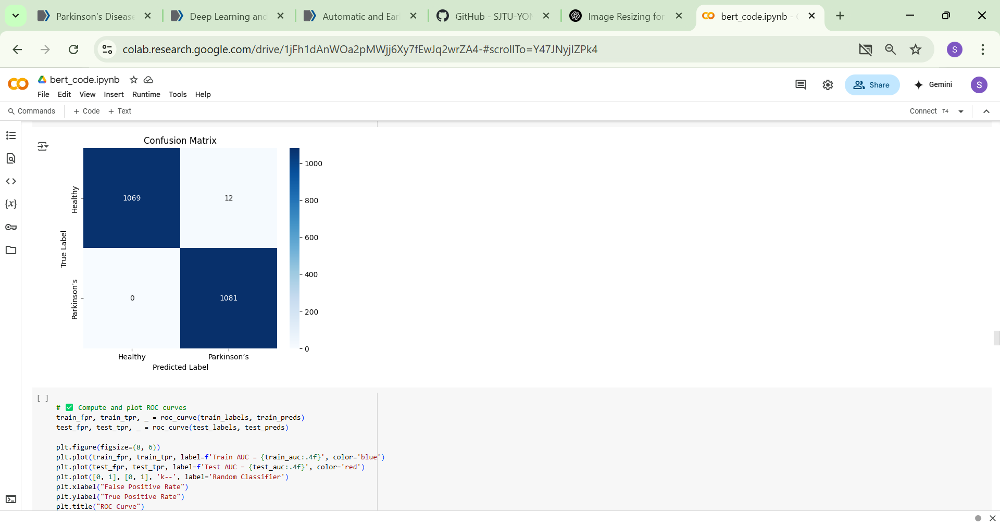 Parkinson's Disease
Deep Learning and
Automatic and Ear
GitHub - SJTU-YON
Image Resizing for
bert_code.ipynb -
colab.research.google.com/drive/1jFh1dAnWOa2pMWjj6Xy7fEwJq2wrZA4-#scrollTo=Y47JNyjIZPk4
S
bert_code.ipynb
File Edit View Insert Runtime Tools Help
Share
Gemini
S
Commands
+ Code + Text
Connect T4
Confusion Matrix
1069 12
0 1081
Healthy
Parkinson’s
True Label
Healthy Parkinson’s
Predicted Label
1000
800
600
400
200
0
[ ]
# ✅ Compute and plot ROC curves
train_fpr, train_tpr, _ = roc_curve(train_labels, train_preds)
test_fpr, test_tpr, _ = roc_curve(test_labels, test_preds)
plt.figure(figsize=(8, 6))
plt.plot(train_fpr, train_tpr, label=f'Train AUC = {train_auc:.4f}', color='blue')
plt.plot(test_fpr, test_tpr, label=f'Test AUC = {test_auc:.4f}', color='red')
plt.plot([0, 1], [0, 1], 'k--', label='Random Classifier')
plt.xlabel("False Positive Rate")
plt.ylabel("True Positive Rate")
plt.title("ROC Curve")